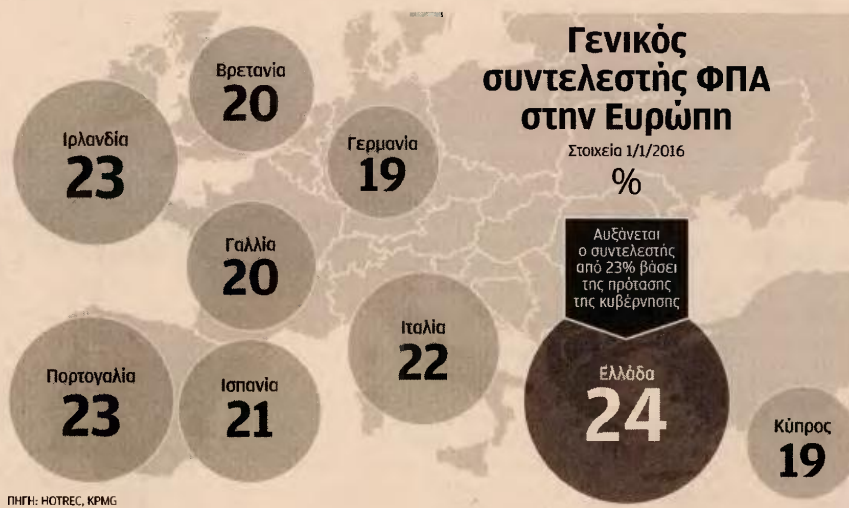 Γενικός
συντελεστής ΦΠΑ
στην Ευρώπη
Στοιχεία 1/1/2016
%
Βρετανία
20
Ιρλανδία
23
Γερμανία
19
Γαλλία
20
Αυξάνεται
ο συντελεστής
από 23% βάσει
της πρότασης
της κυβέρνησης
Ιταλία
22
Ελλάδα
24
Πορτογαλία
23
Ισπανία
21
Κύπρος
19
ΠΗΓΗ: HOTREC, KPMG